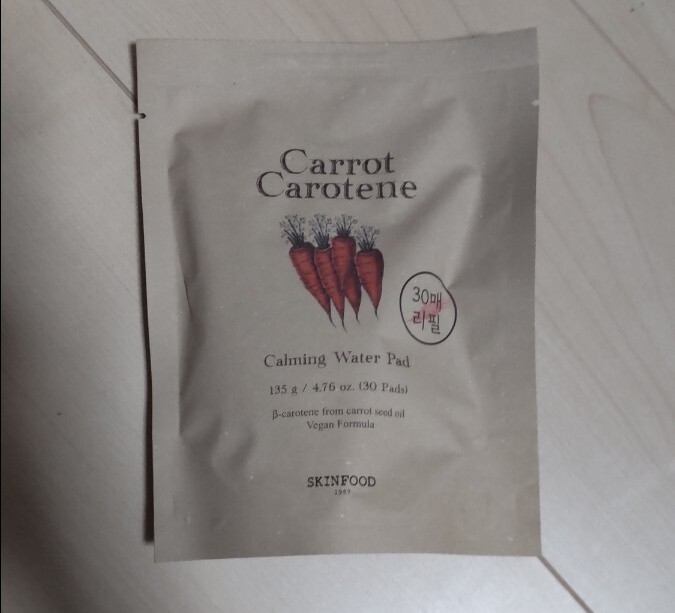 Carrot
Carotene
30매
리필
Calming Water Pad
135 g / 4.76 oz. (30 Pads)
β-carotene from carrot seed oil
Vegan Formula
SKINFOOD
1957